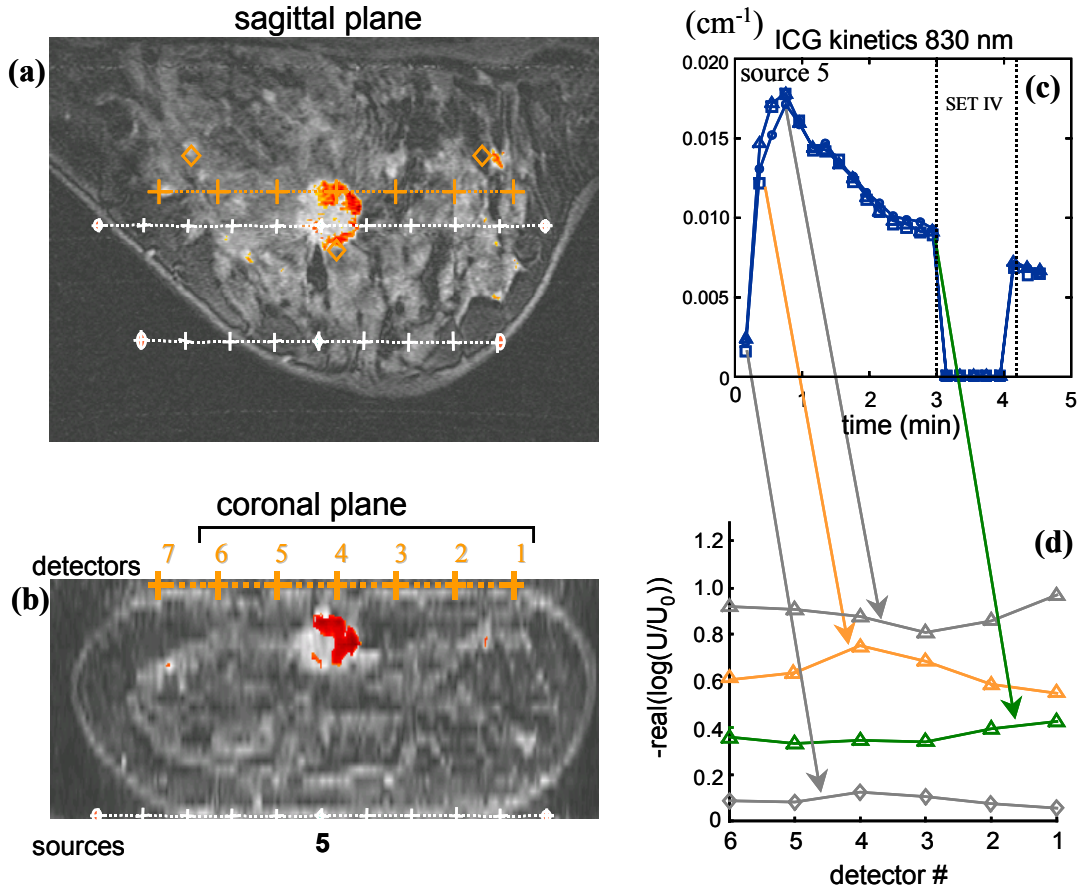 sagittal plane
(a)
coronal plane
detectors
7 6 5 4 3 2 1
(b)
sources
5
(cm-1)
ICG kinetics 830 nm
source 5
SET IV
(c)
0.020
0.015
0.010
0.005
0
0 1 2 3 4 5
time (min)
(d)
-real(log(U/U0))
1.2
1.0
0.8
0.6
0.4
0.2
0
6 5 4 3 2 1
detector #